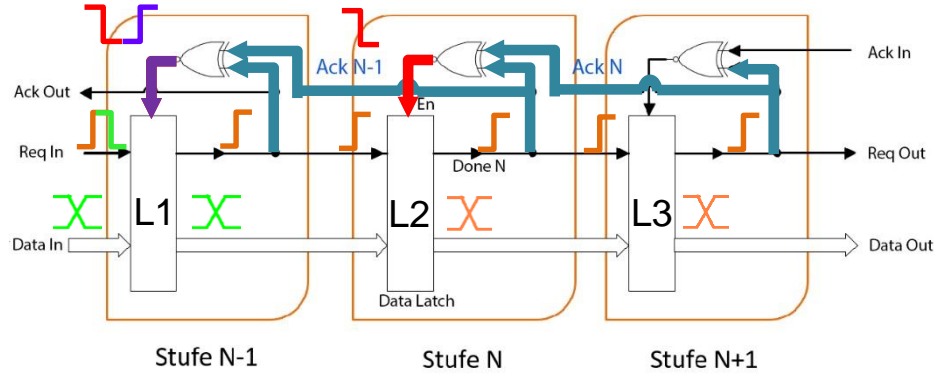 Ack N-1
Ack N
Ack In
Ack Out
En
Req In
Done N
Req Out
L1
L2
L3
Data In
Data Out
Data Latch
Stufe N-1
Stufe N
Stufe N+1